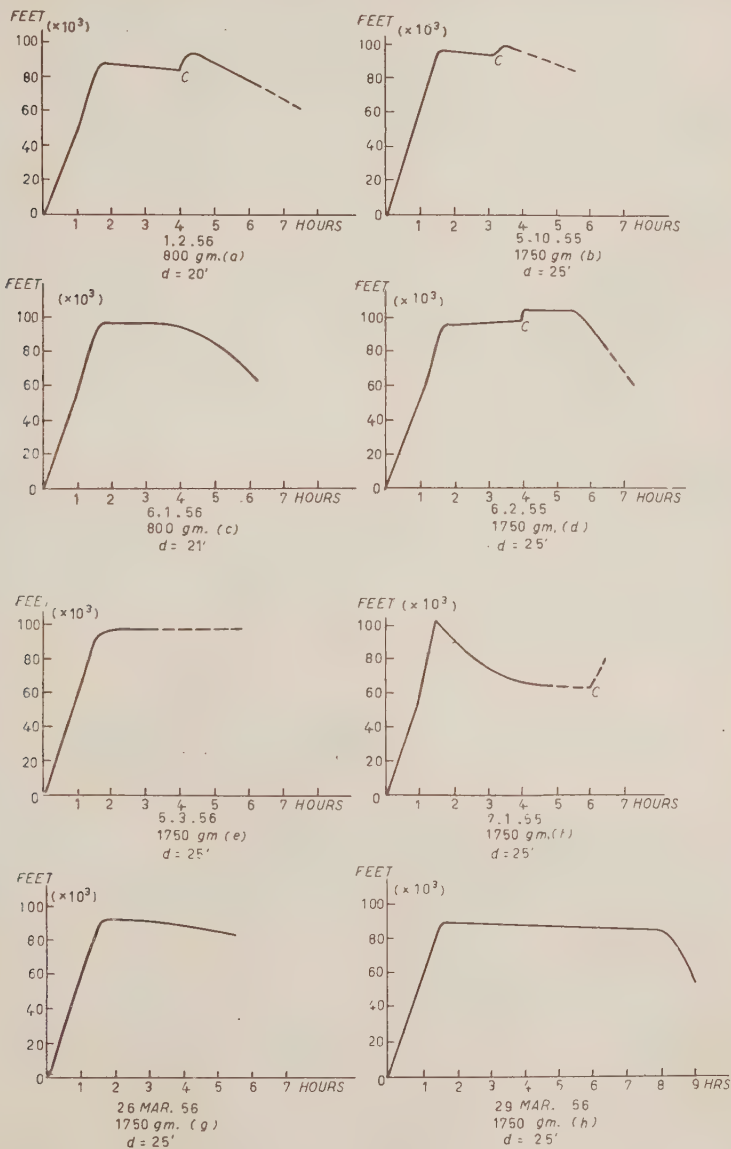 FEET
(×10³)
100
80
60
40
20
0
C
1 2 3 4 5 6 7 HOURS
1.2.56
800 gm.(a)
d = 20'
FEET
(×10³)
100
80
60
40
20
0
C
1 2 3 4 5 6 7 HOURS
5.10.55
1750 gm (b)
d = 25'
FEET
(×10³)
100
80
60
40
20
0
1 2 3 4 5 6 7 HOURS
6.1.56
800 gm. (c)
d = 21'
FEET
(×10³)
100
80
60
40
20
0
C
1 2 3 4 5 6 7 HOURS
6.2.55
1750 gm. (d)
d = 25'
FEE
(×10³)
100
80
60
40
20
0
1 2 3 4 5 6 7 HOURS
5.3.56
1750 gm (e)
d = 25'
FEET (×10³)
100
80
60
40
20
0
C
1 2 3 4 5 6 7 HOURS
7.1.55
1750 gm.(f)
d = 25'
FEET
(×10³)
100
80
60
40
20
0
1 2 3 4 5 6 7 HOURS
26 MAR. 56
1750 gm. (g)
d = 25'
FEET
(×10³)
100
80
60
40
20
0
1 2 3 4 5 6 7 8 9 HRS
29 MAR. 56
1750 gm. (h)
d = 25'